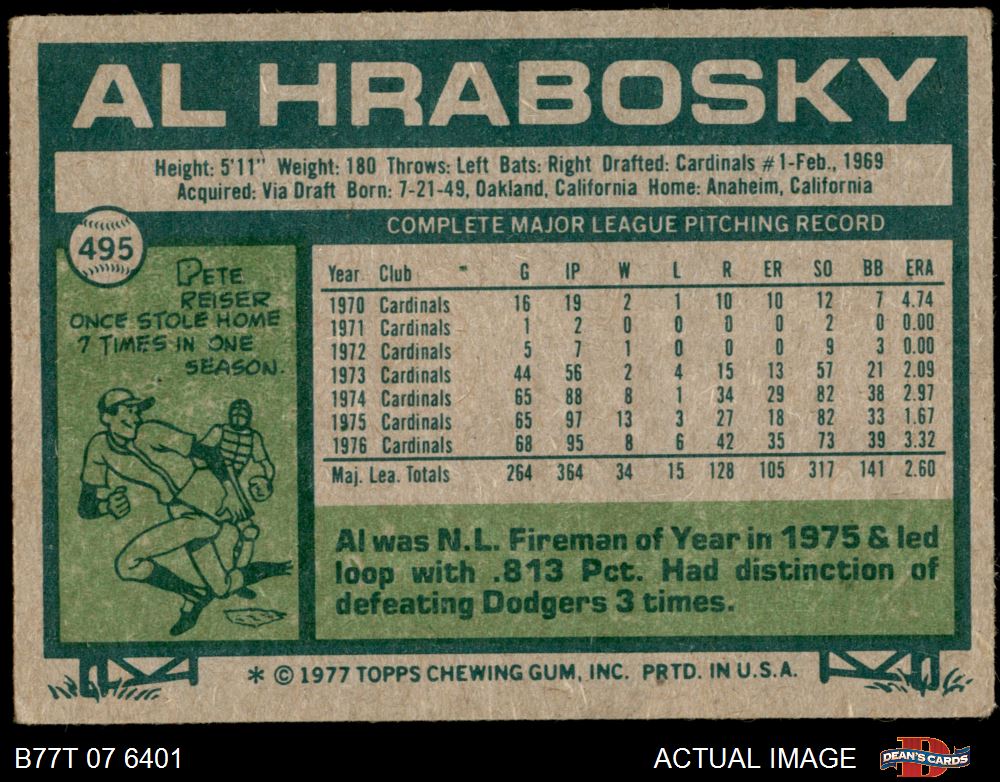 AL HRABOSKY
Height: 5'11" Weight: 180 Throws: Left Bats: Right Drafted: Cardinals #1-Feb., 1969
Acquired: Via Draft Born: 7-21-49, Oakland, California Home: Anaheim, California
495
PETE
REISER
ONCE STOLE HOME
7 TIMES IN ONE
SEASON.
COMPLETE MAJOR LEAGUE PITCHING RECORD
Year Club G IP W L R ER SO BB ERA
1970 Cardinals 16 19 2 1 10 10 12 7 4.74
1971 Cardinals 1 2 0 0 0 0 2 0 0.00
1972 Cardinals 5 7 1 0 0 0 9 3 0.00
1973 Cardinals 44 56 2 4 15 13 57 21 2.09
1974 Cardinals 65 88 8 1 34 29 82 38 2.97
1975 Cardinals 65 97 13 3 27 18 82 33 1.67
1976 Cardinals 68 95 8 6 42 35 73 39 3.32
Maj. Lea. Totals 264 364 34 15 128 105 317 141 2.60
Al was N.L. Fireman of Year in 1975 & led
loop with .813 Pct. Had distinction of
defeating Dodgers 3 times.
* © 1977 TOPPS CHEWING GUM, INC. PRTD. IN U.S.A.
B77T 07 6401
ACTUAL IMAGE
DEAN'S CARDS